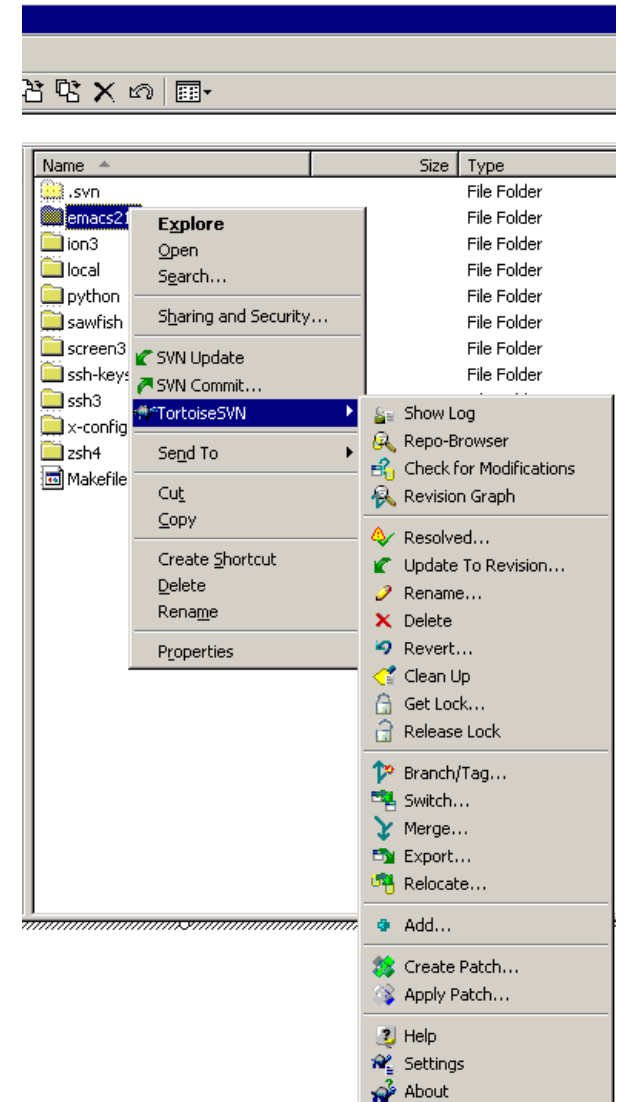 Name Size Type
.svn File Folder
emacs21 File Folder
ion3 File Folder
local File Folder
python File Folder
sawfish File Folder
screen3 File Folder
ssh-keys File Folder
ssh3
x-config
zsh4
Makefile
Explore
Open
Search...
Sharing and Security...
SVN Update
SVN Commit...
TortoiseSVN
Send To
Cut
Copy
Create Shortcut
Delete
Rename
Properties
Show Log
Repo-Browser
Check for Modifications
Revision Graph
Resolved...
Update To Revision...
Rename...
Delete
Revert...
Clean Up
Get Lock...
Release Lock
Branch/Tag...
Switch...
Merge...
Export...
Relocate...
Add...
Create Patch...
Apply Patch...
Help
Settings
About